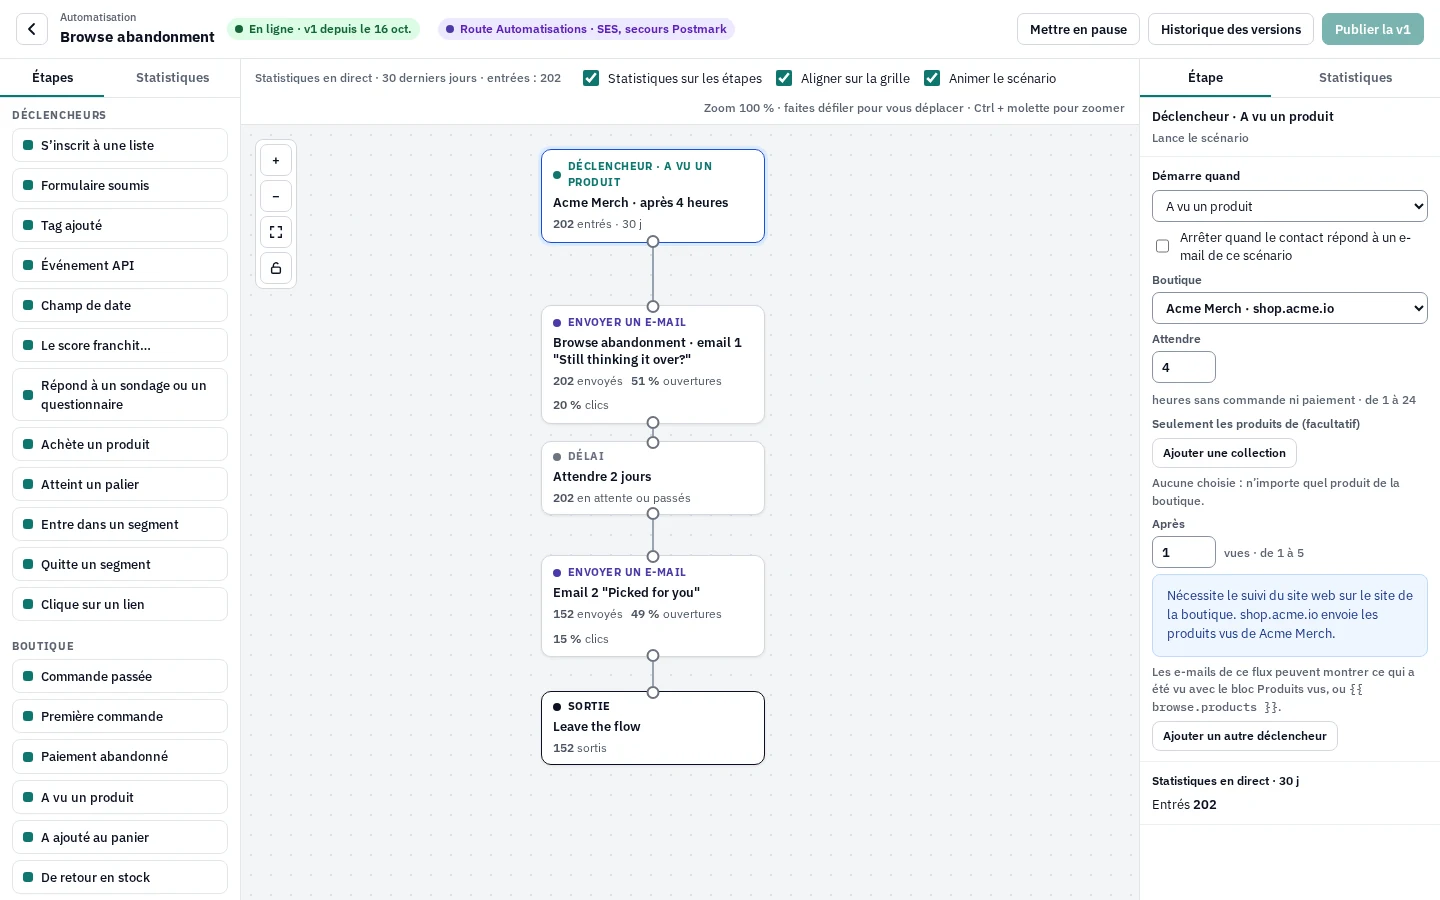 Automatisation
Browse abandonment
En ligne · v1 depuis le 16 oct.
Route Automatisations · SES, secours Postmark
Mettre en pause
Historique des versions
Publier la v1
Étapes
Statistiques
DÉCLENCHEURS
S’inscrit à une liste
Formulaire soumis
Tag ajouté
Événement API
Champ de date
Le score franchit…
Répond à un sondage ou un
questionnaire
Achète un produit
Atteint un palier
Entre dans un segment
Quitte un segment
Clique sur un lien
BOUTIQUE
Commande passée
Première commande
Paiement abandonné
A vu un produit
A ajouté au panier
De retour en stock
Statistiques en direct · 30 derniers jours · entrées : 202
Statistiques sur les étapes
Aligner sur la grille
Animer le scénario
Zoom 100 % · faites défiler pour vous déplacer · Ctrl + molette pour zoomer
+
−
DÉCLENCHEUR · A VU UN
PRODUIT
Acme Merch · après 4 heures
202 entrés · 30 j
ENVOYER UN E-MAIL
Browse abandonment · email 1
"Still thinking it over?"
202 envoyés 51 % ouvertures
20 % clics
DÉLAI
Attendre 2 jours
202 en attente ou passés
ENVOYER UN E-MAIL
Email 2 "Picked for you"
152 envoyés 49 % ouvertures
15 % clics
SORTIE
Leave the flow
152 sortis
Étape
Statistiques
Déclencheur · A vu un produit
Lance le scénario
Démarre quand
A vu un produit
Arrêter quand le contact répond à un e-
mail de ce scénario
Boutique
Acme Merch · shop.acme.io
Attendre
4
heures sans commande ni paiement · de 1 à 24
Seulement les produits de (facultatif)
Ajouter une collection
Aucune choisie : n’importe quel produit de la
boutique.
Après
1
vues · de 1 à 5
Nécessite le suivi du site web sur le site de
la boutique. shop.acme.io envoie les
produits vus de Acme Merch.
Les e-mails de ce flux peuvent montrer ce qui a
été vu avec le bloc Produits vus, ou {{
browse.products }}.
Ajouter un autre déclencheur
Statistiques en direct · 30 j
Entrés 202